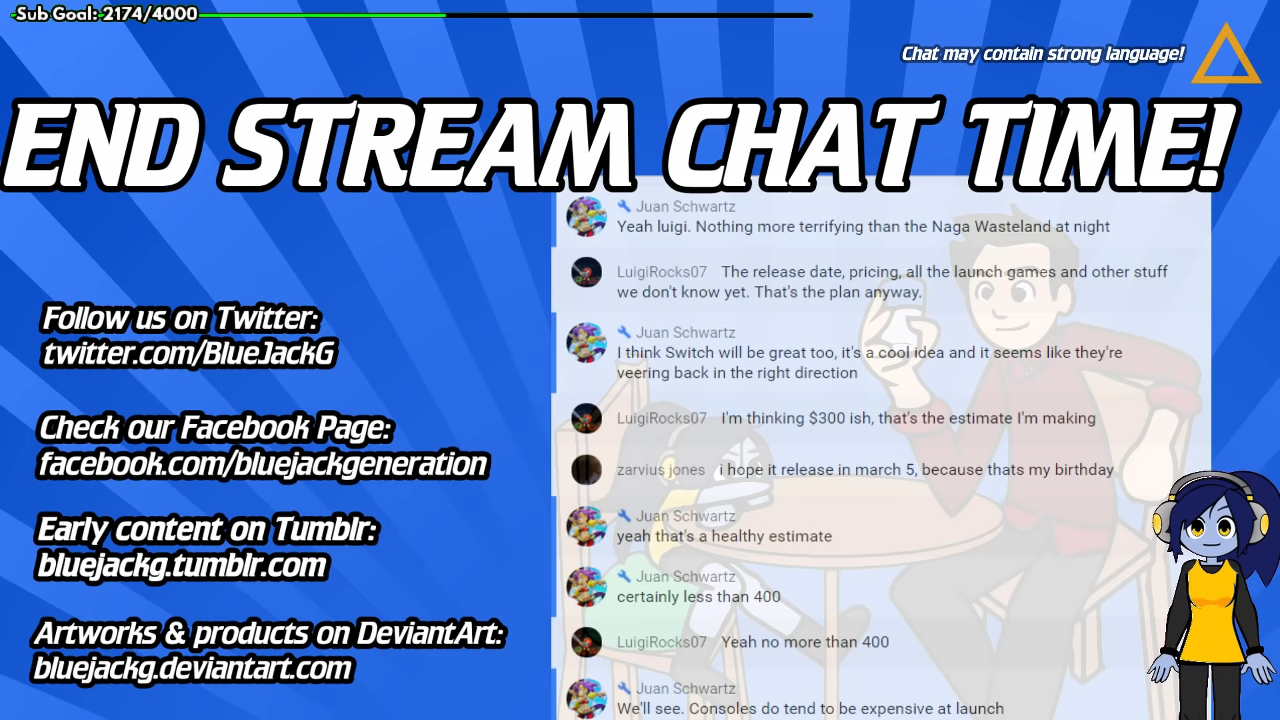 Sub Goal: 2174/4000
Chat may contain strong language!
END STREAM CHAT TIME!
Follow us on Twitter:
twitter.com/BlueJackG
Check our Facebook Page:
facebook.com/bluejackgeneration
Early content on Tumblr:
bluejackg.tumblr.com
Artworks & products on DeviantArt:
bluejackg.deviantart.com
Juan Schwartz
Yeah luigi. Nothing more terrifying than the Naga Wasteland at night
LuigiRocks07 The release date, pricing, all the launch games and other stuff
we don't know yet. That's the plan anyway.
Juan Schwartz
I think Switch will be great too, it's a cool idea and it seems like they're
veering back in the right direction
LuigiRocks07 I'm thinking $300 ish, that's the estimate I'm making
zarvius jones i hope it release in march 5, because thats my birthday
Juan Schwartz
yeah that's a healthy estimate
Juan Schwartz
certainly less than 400
LuigiRocks07 Yeah no more than 400
Juan Schwartz
We'll see. Consoles do tend to be expensive at launch